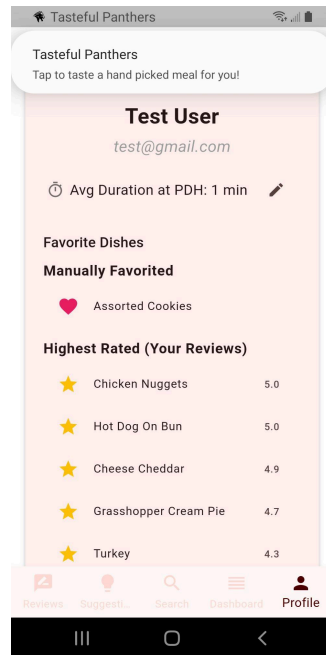 Tasteful Panthers
Tasteful Panthers
Tap to taste a hand picked meal for you!
Test User
test@gmail.com
Avg Duration at PDH: 1 min
Favorite Dishes
Manually Favorited
Assorted Cookies
Highest Rated (Your Reviews)
Chicken Nuggets 5.0
Hot Dog On Bun 5.0
Cheese Cheddar 4.9
Grasshopper Cream Pie 4.7
Turkey 4.3
Reviews Suggesti... Search Dashboard Profile